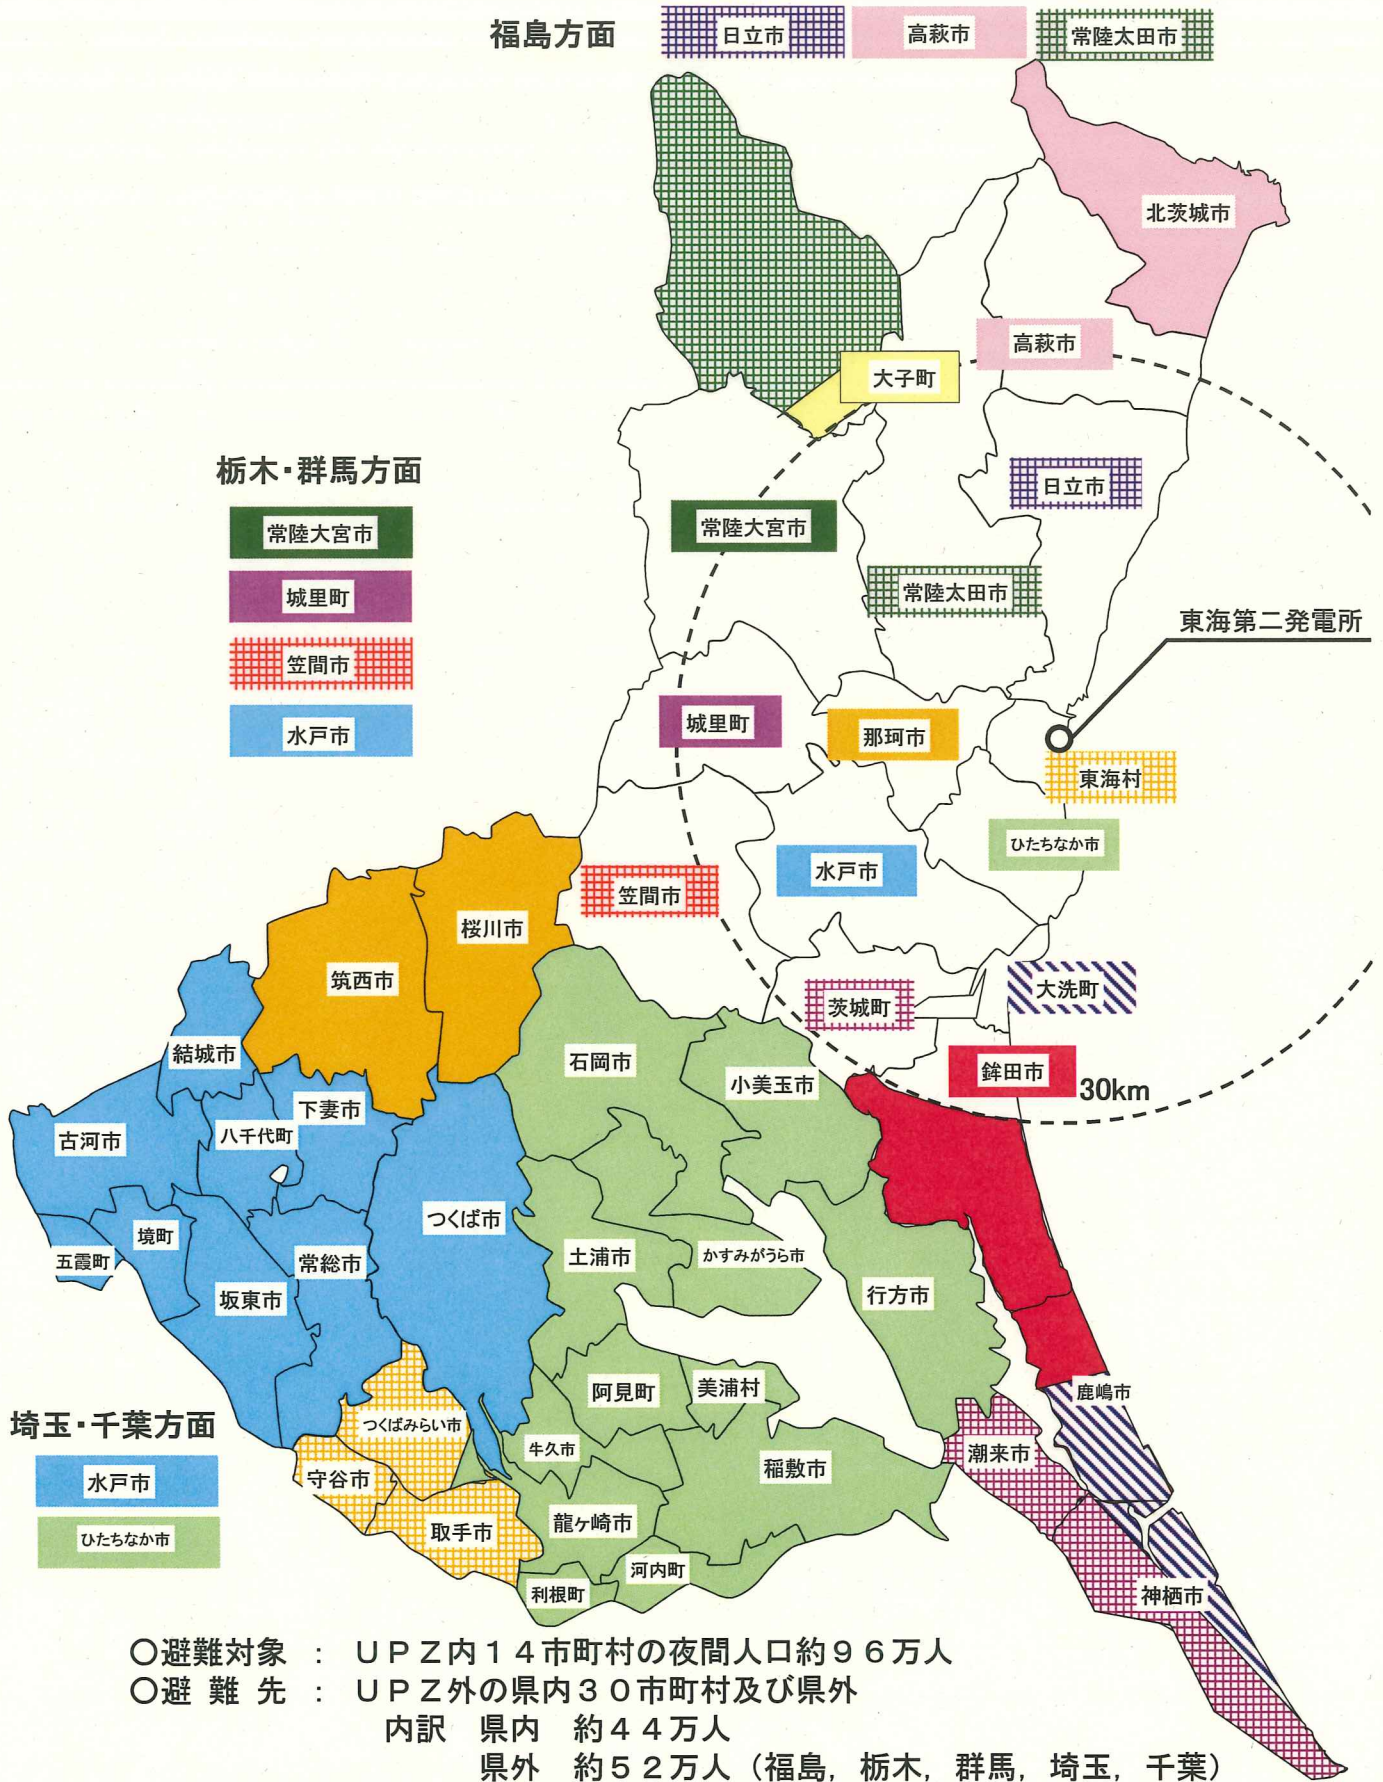 福島方面
日立市
高萩市
常陸太田市
北茨城市
高萩市
大子町
栃木・群馬方面
常陸大宮市
城里町
笠間市
水戸市
日立市
常陸大宮市
常陸太田市
東海第二発電所
城里町
那珂市
東海村
ひたちなか市
水戸市
笠間市
桜川市
筑西市
茨城町
大洗町
結城市
石岡市
小美玉市
鉾田市
30km
下妻市
八千代町
古河市
つくば市
境町
五霞町
常総市
坂東市
土浦市
かすみがうら市
行方市
阿見町
美浦村
鹿嶋市
埼玉・千葉方面
水戸市
ひたちなか市
つくばみらい市
牛久市
守谷市
稲敷市
潮来市
取手市
龍ヶ崎市
河内町
利根町
神栖市
〇避難対象 : UPZ内14市町村の夜間人口約96万人
〇避 難 先 : UPZ外の県内30市町村及び県外
内訳 県内 約44万人
県外 約52万人(福島,栃木,群馬,埼玉,千葉)